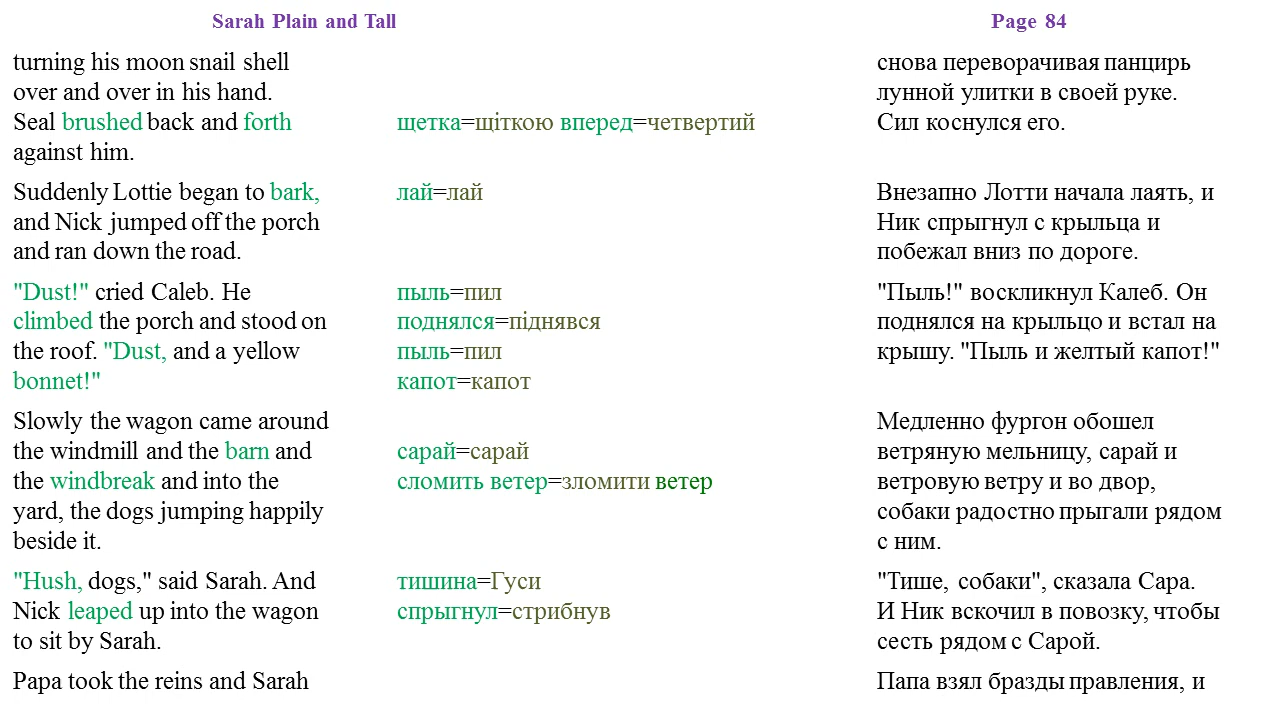 Sarah Plain and Tall
Page 84
turning his moon snail shell
over and over in his hand.
Seal brushed back and forth
against him.
щетка=щіткою вперед=четвертий
снова переворачивая панцирь
лунной улитки в своей руке.
Сил коснулся его.
Suddenly Lottie began to bark,
and Nick jumped off the porch
and ran down the road.
лай=лай
Внезапно Лотти начала лаять, и
Ник спрыгнул с крыльца и
побежал вниз по дороге.
"Dust!" cried Caleb. He
climbed the porch and stood on
the roof. "Dust, and a yellow
bonnet!"
пыль=пил
поднялся=піднявся
пыль=пил
капот=капот
"Пыль!" воскликнул Калеб. Он
поднялся на крыльцо и встал на
крышу. "Пыль и желтый капот!"
Slowly the wagon came around
the windmill and the barn and
the windbreak and into the
yard, the dogs jumping happily
beside it.
сарай=сарай
сломить ветер=зломити ветер
Медленно фургон обошел
ветряную мельницу, сарай и
ветровую ветру и во двор,
собаки радостно прыгали рядом
с ним.
"Hush, dogs," said Sarah. And
Nick leaped up into the wagon
to sit by Sarah.
тишина=Гуси
спрыгнул=стрибнув
"Тише, собаки", сказала Сара.
И Ник вскочил в повозку, чтобы
сесть рядом с Сарой.
Papa took the reins and Sarah
Папа взял бразды правления, и